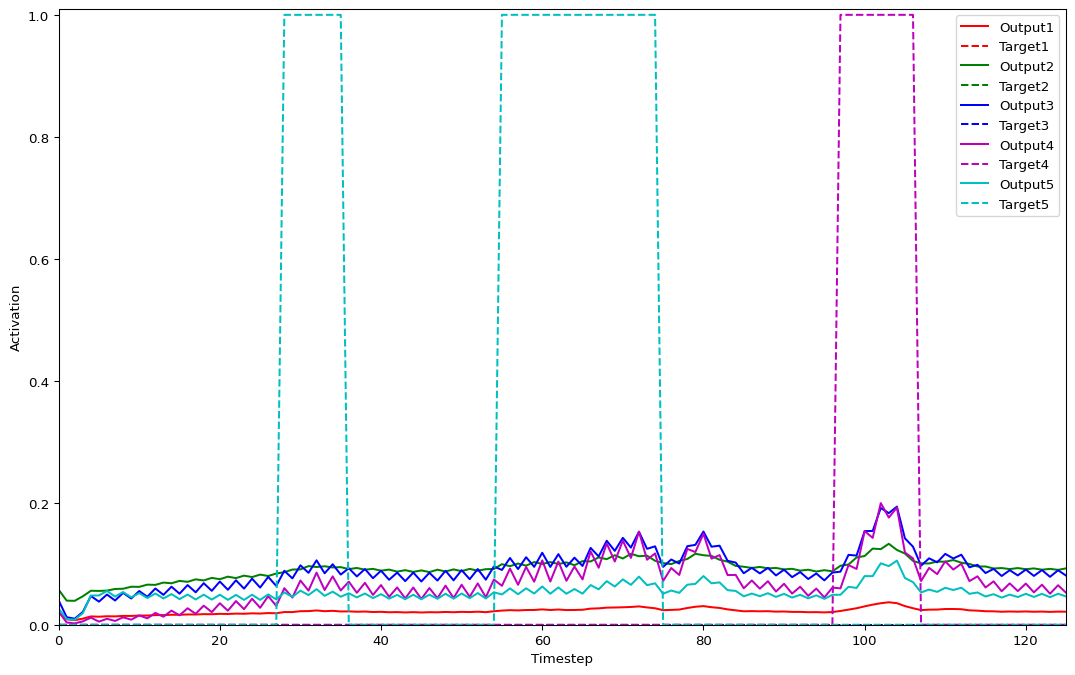 1.0
0.8
0.6
0.4
0.2
0.0
Activation
0
20
40
60
80
100
120
Timestep
Output1
Target1
Output2
Target2
Output3
Target3
Output4
Target4
Output5
Target5